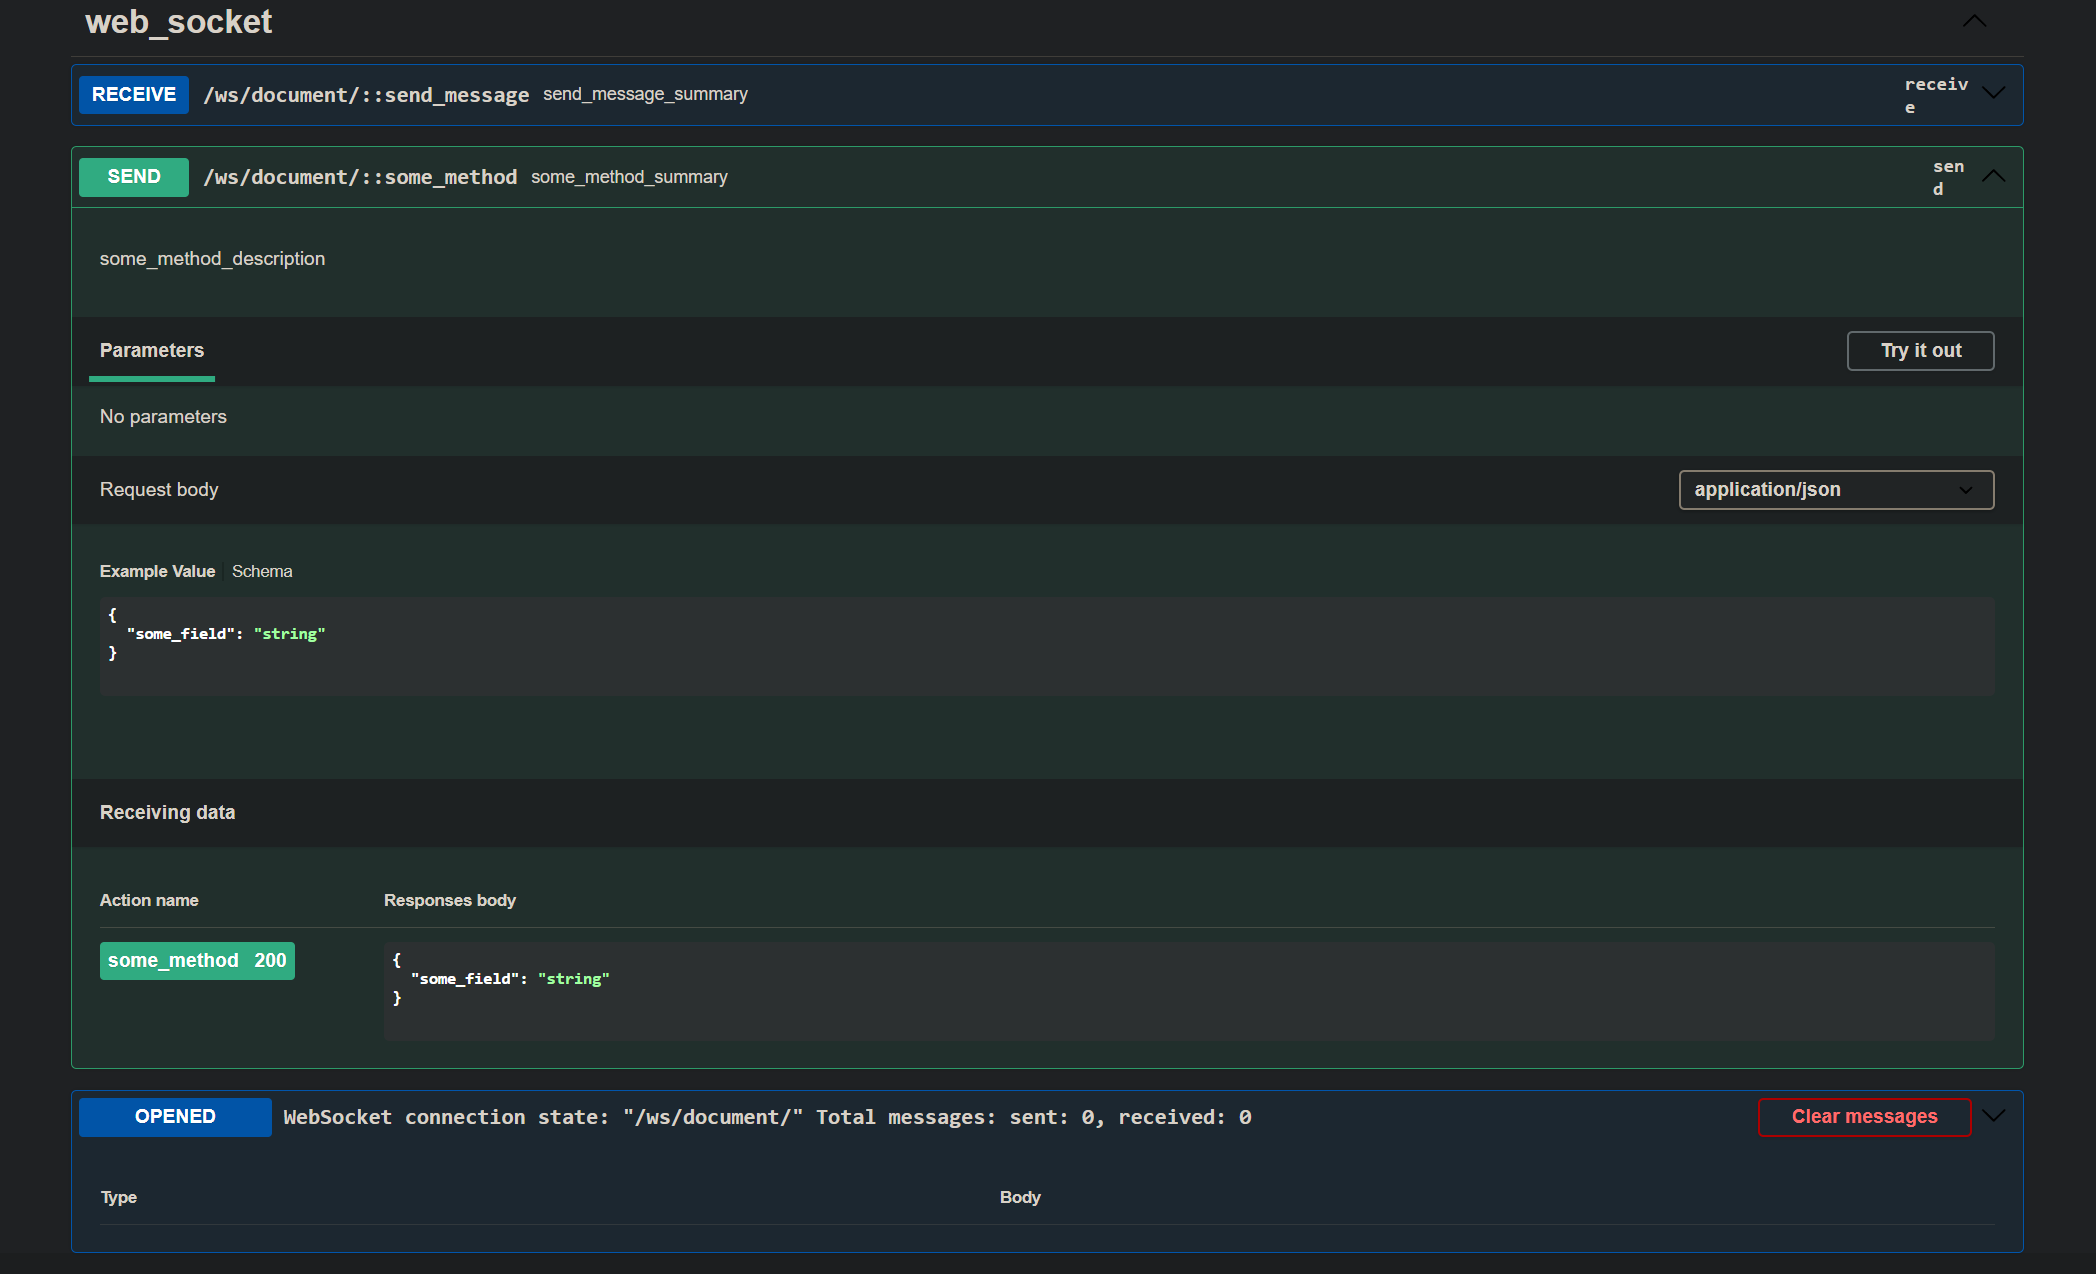 web_socket
RECEIVE /ws/document/::send_message send_message_summary receiv
e
SEND /ws/document/::some_method some_method_summary sen
d
some_method_description
Parameters Try it out
No parameters
Request body application/json
Example Value Schema
{
"some_field": "string"
}
Receiving data
Action name Responses body
some_method 200 {
"some_field": "string"
}
OPENED WebSocket connection state: "/ws/document/" Total messages: sent: 0, received: 0 Clear messages
Type Body